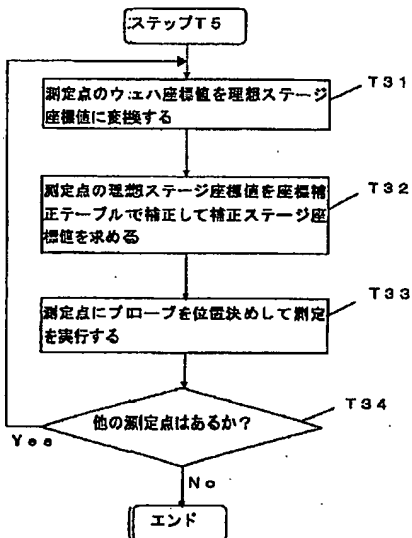 ステップT5
T31
測定点のウェハ座標値を理想ステージ
座標値に変換する
T32
測定点の理想ステージ座標値を座標補
正テーブルで補正して補正ステージ座
標値を求める
T33
測定点にプローブを位置決めして測定
を実行する
T34
他の測定点はあるか?
Yes
No
エンド